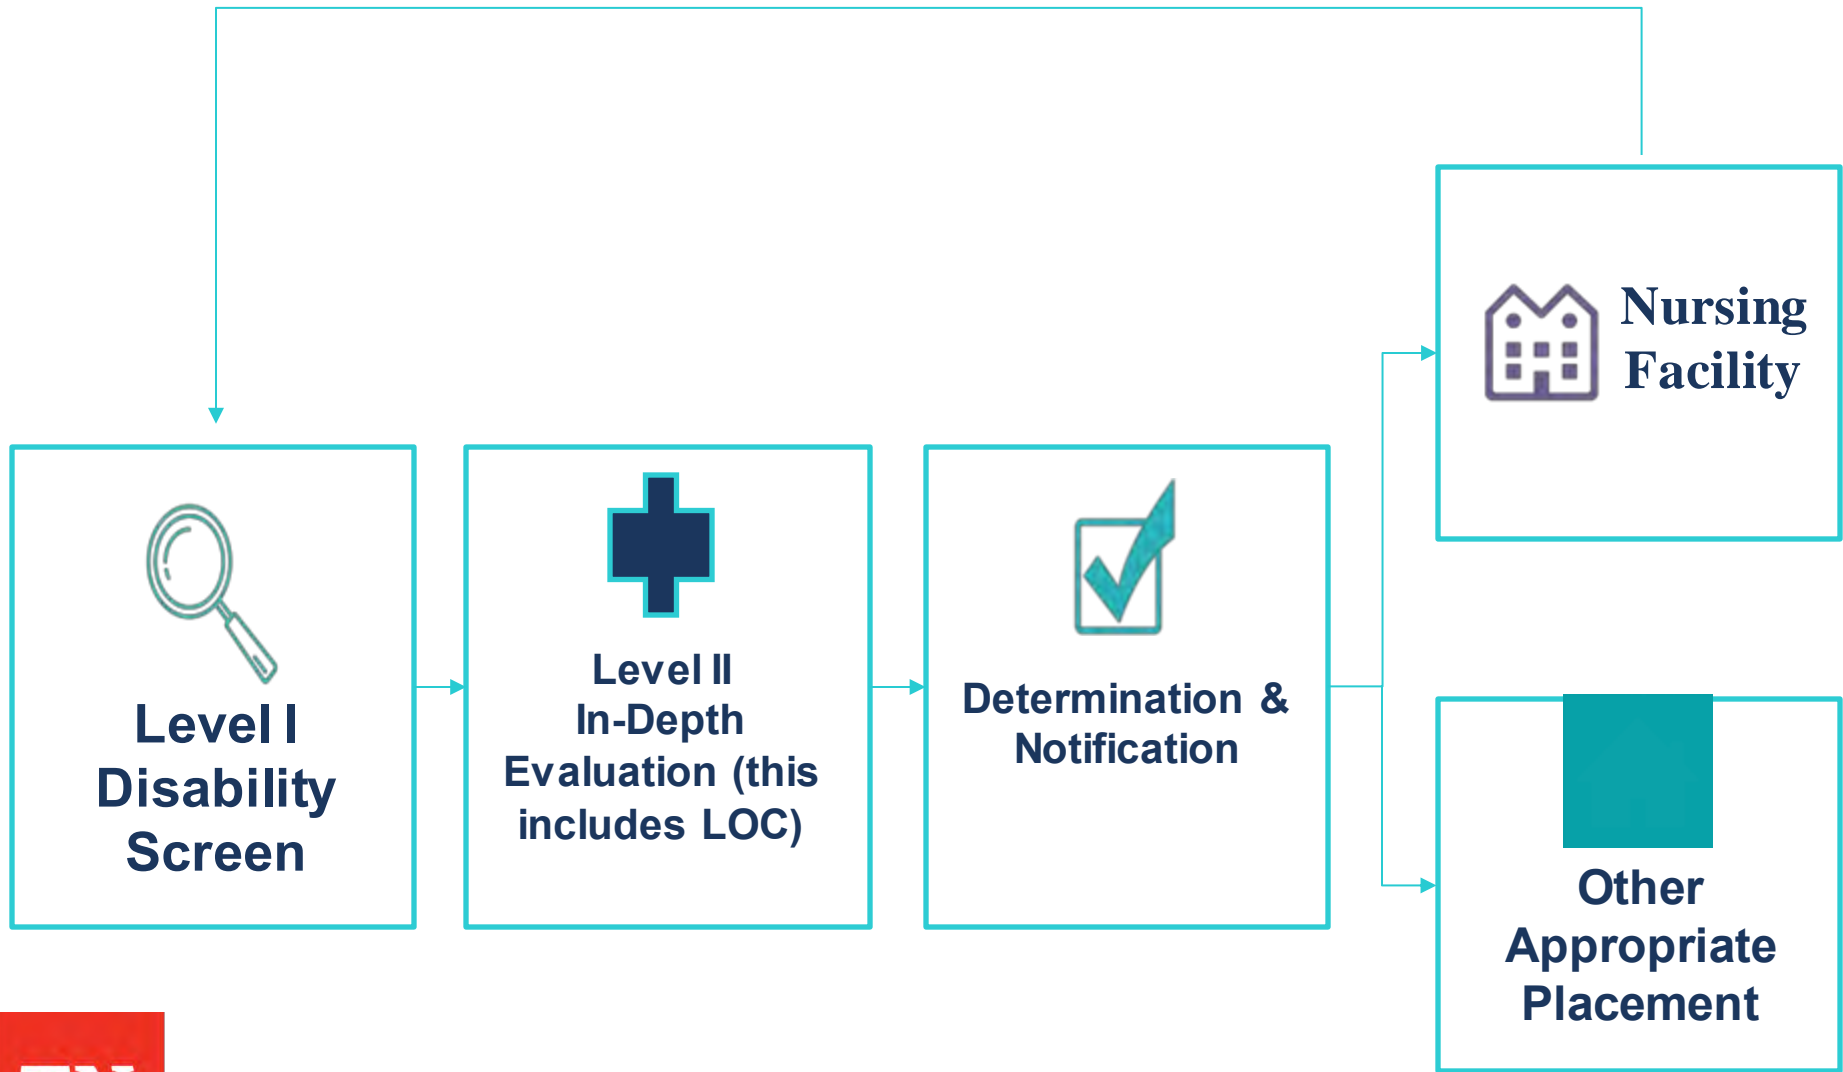 Nursing
Facility
Level I
Disability
Screen
Level II
In-Depth
Evaluation (this
includes LOC)
Determination &
Notification
Other
Appropriate
Placement